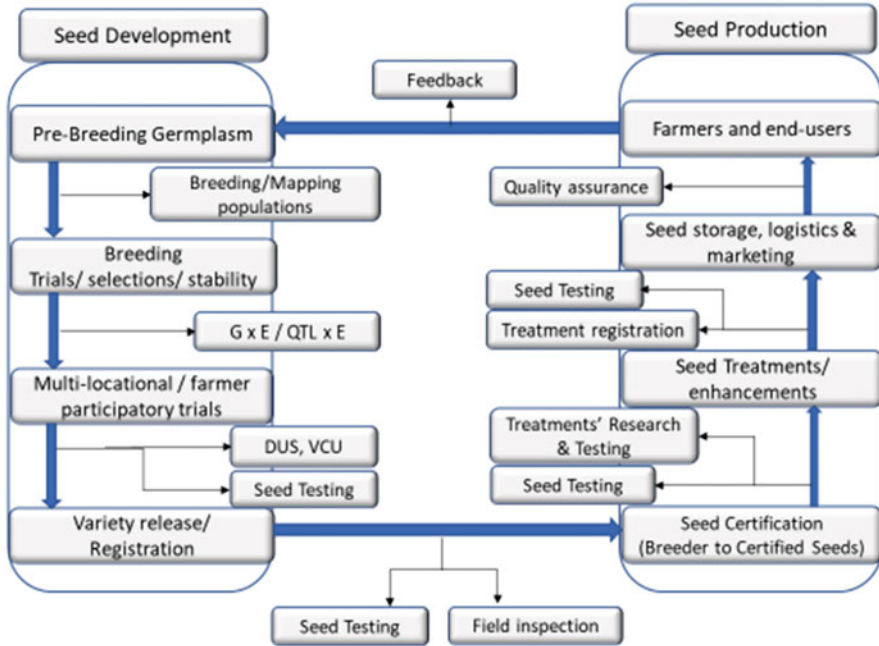 Seed Development
Seed Production
Feedback
Pre-Breeding Germplasm
Farmers and end-users
Breeding/Mapping
populations
Quality assurance
Breeding
Trials/ selections/ stability
Seed storage, logistics &
marketing
Seed Testing
G x E / QTL x E
Treatment registration
Multi-locational / farmer
participatory trials
Seed Treatments/
enhancements
DUS, VCU
Treatments' Research
& Testing
Seed Testing
Seed Testing
Variety release/
Registration
Seed Certification
(Breeder to Certified Seeds)
Seed Testing
Field inspection